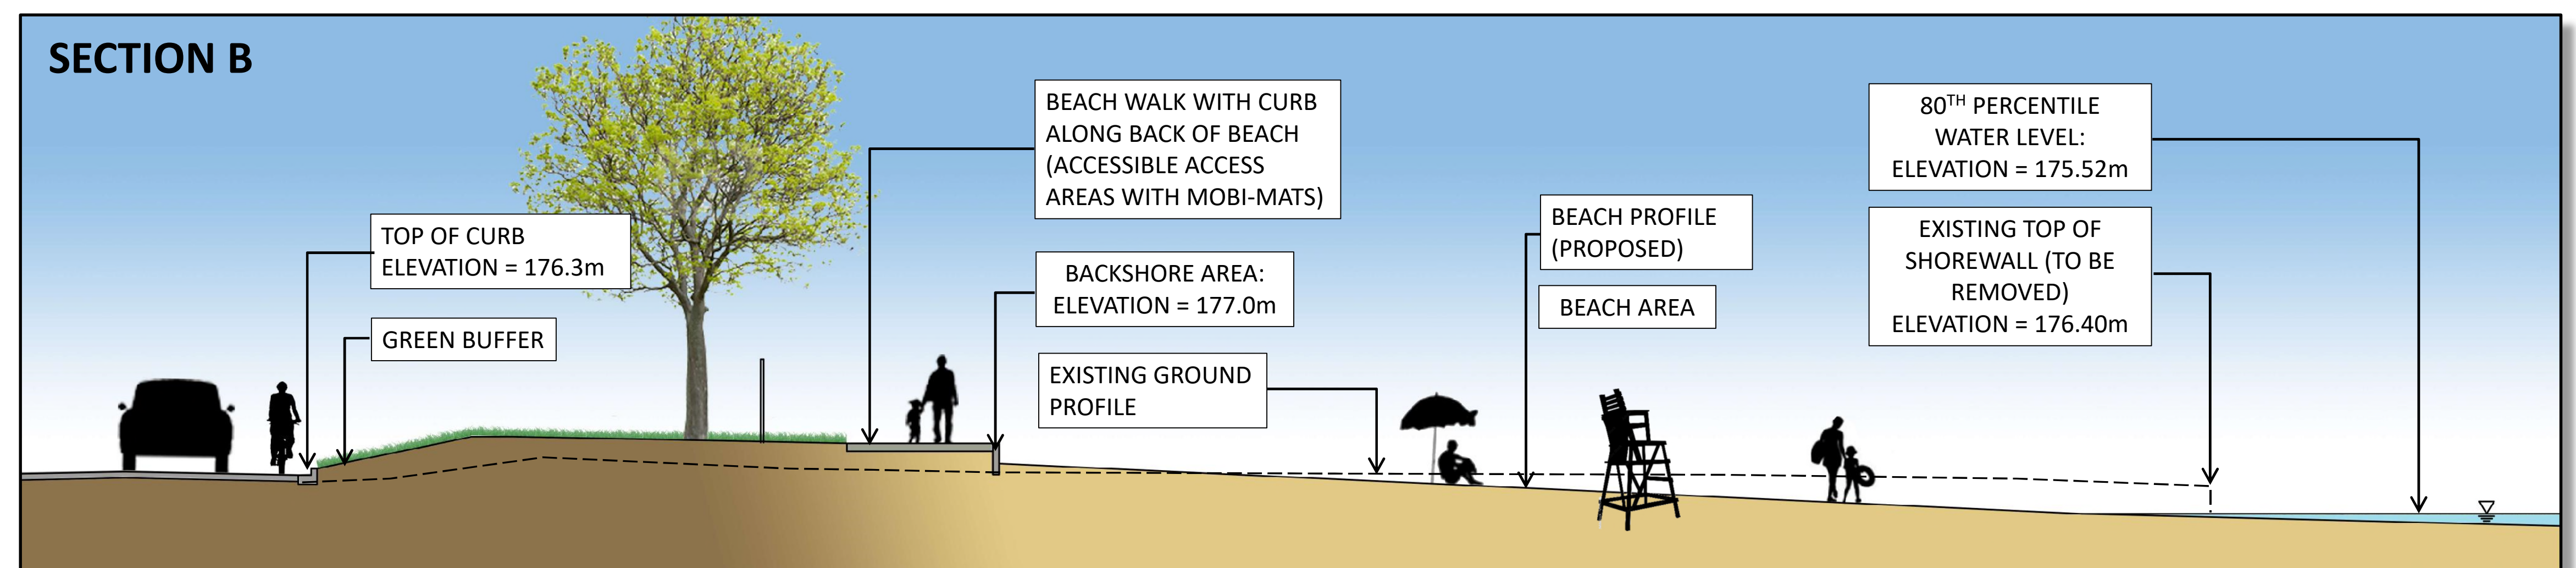 SECTION B
TOP OF CURB
ELEVATION = 176.3m
GREEN BUFFER
BEACH WALK WITH CURB
ALONG BACK OF BEACH
(ACCESSIBLE ACCESS
AREAS WITH MOBI-MATS)
BACKSHORE AREA:
ELEVATION = 177.0m
EXISTING GROUND
PROFILE
BEACH PROFILE
(PROPOSED)
BEACH AREA
80TH PERCENTILE
WATER LEVEL:
ELEVATION = 175.52m
EXISTING TOP OF
SHOREWALL (TO BE
REMOVED)
ELEVATION = 176.40m